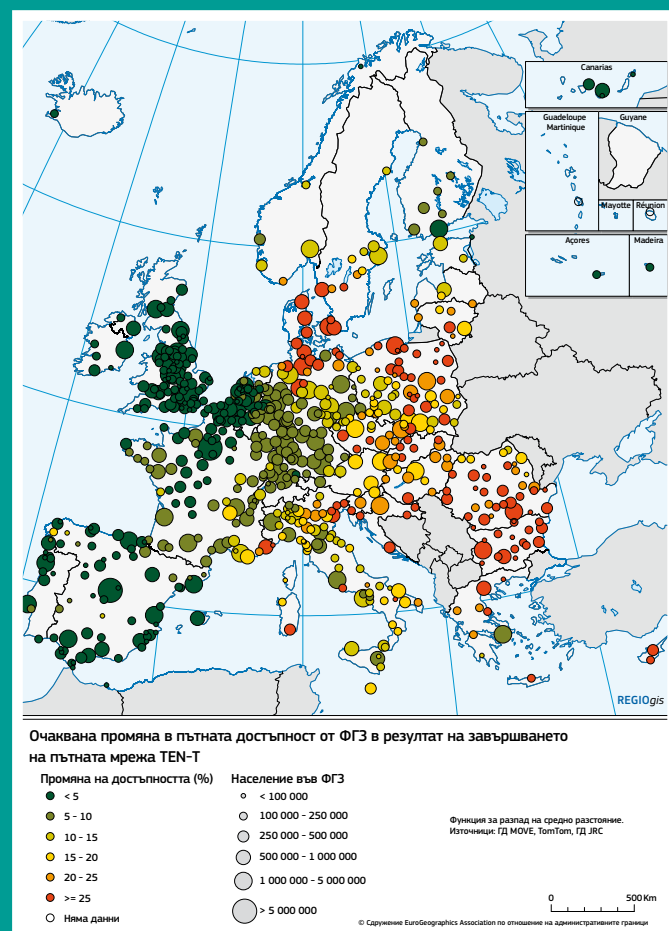 Canarias
Guadeloupe
Martinique
Guyane
Mayotte
Réunion
Açores
Madeira
REGIOgis
Очаквана промяна в пътната достъпност от ФГЗ в резултат на завършването
на пътната мрежа TEN-T
Промяна на достъпността (%)
< 5
5 - 10
10 - 15
15 - 20
20 - 25
>= 25
Няма данни
Население във ФГЗ
< 100 000
100 000 - 250 000
250 000 - 500 000
500 000 - 1 000 000
1 000 000 - 5 000 000
> 5 000 000
Функция за разпад на средно разстояние.
Източници: ГД MOVE, TomTom, ГД JRC
0 500 Km
© Сдружение EuroGeographics Association по отношение на административните граници